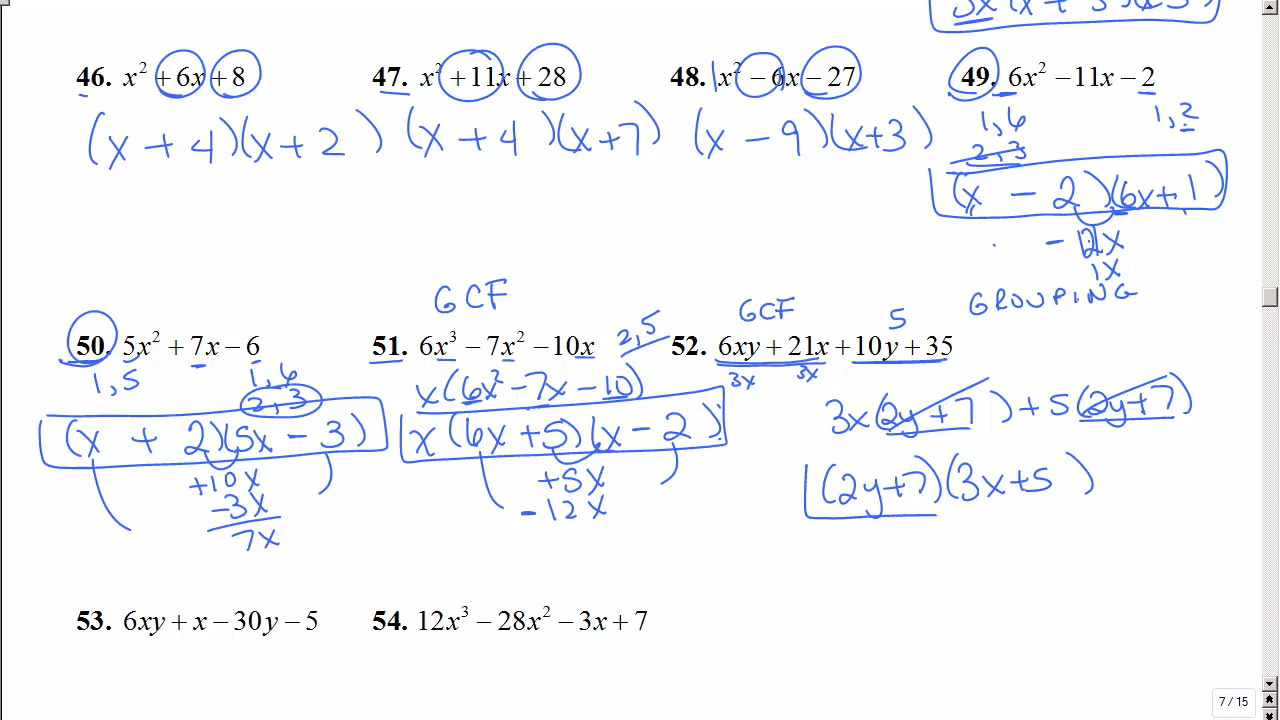 46. x² + 6x + 8
(x + 4)(x + 2)
47. x² + 11x + 28
(x + 4)(x + 7)
48. 1x² − 6x − 27
(x − 9)(x + 3)
49. 6x² − 11x − 2
1, 6
1, 2
2, 3
(x − 2)(6x + 1)
− 12x
1x
50. 5x² + 7x − 6
1, 5
1, 6
2, 3
(x + 2)(5x − 3)
+10x
−3x
7x
GCF
51. 6x³ − 7x² − 10x
2, 5
x(6x² − 7x − 10)
x(6x + 5)(x − 2)
+5x
−12x
GCF
5
GROUPING
52. 6xy + 21x + 10y + 35
3x
3x
3x(2y + 7) + 5(2y + 7)
(2y + 7)(3x + 5)
53. 6xy + x − 30y − 5
54. 12x³ − 28x² − 3x + 7
7 / 15